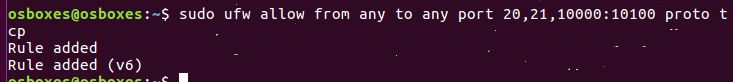 osboxes@osboxes:~$ sudo ufw allow from any to any port 20,21,10000:10100 proto t
cp
Rule added
Rule added (v6)
osboxes@osboxes:~$